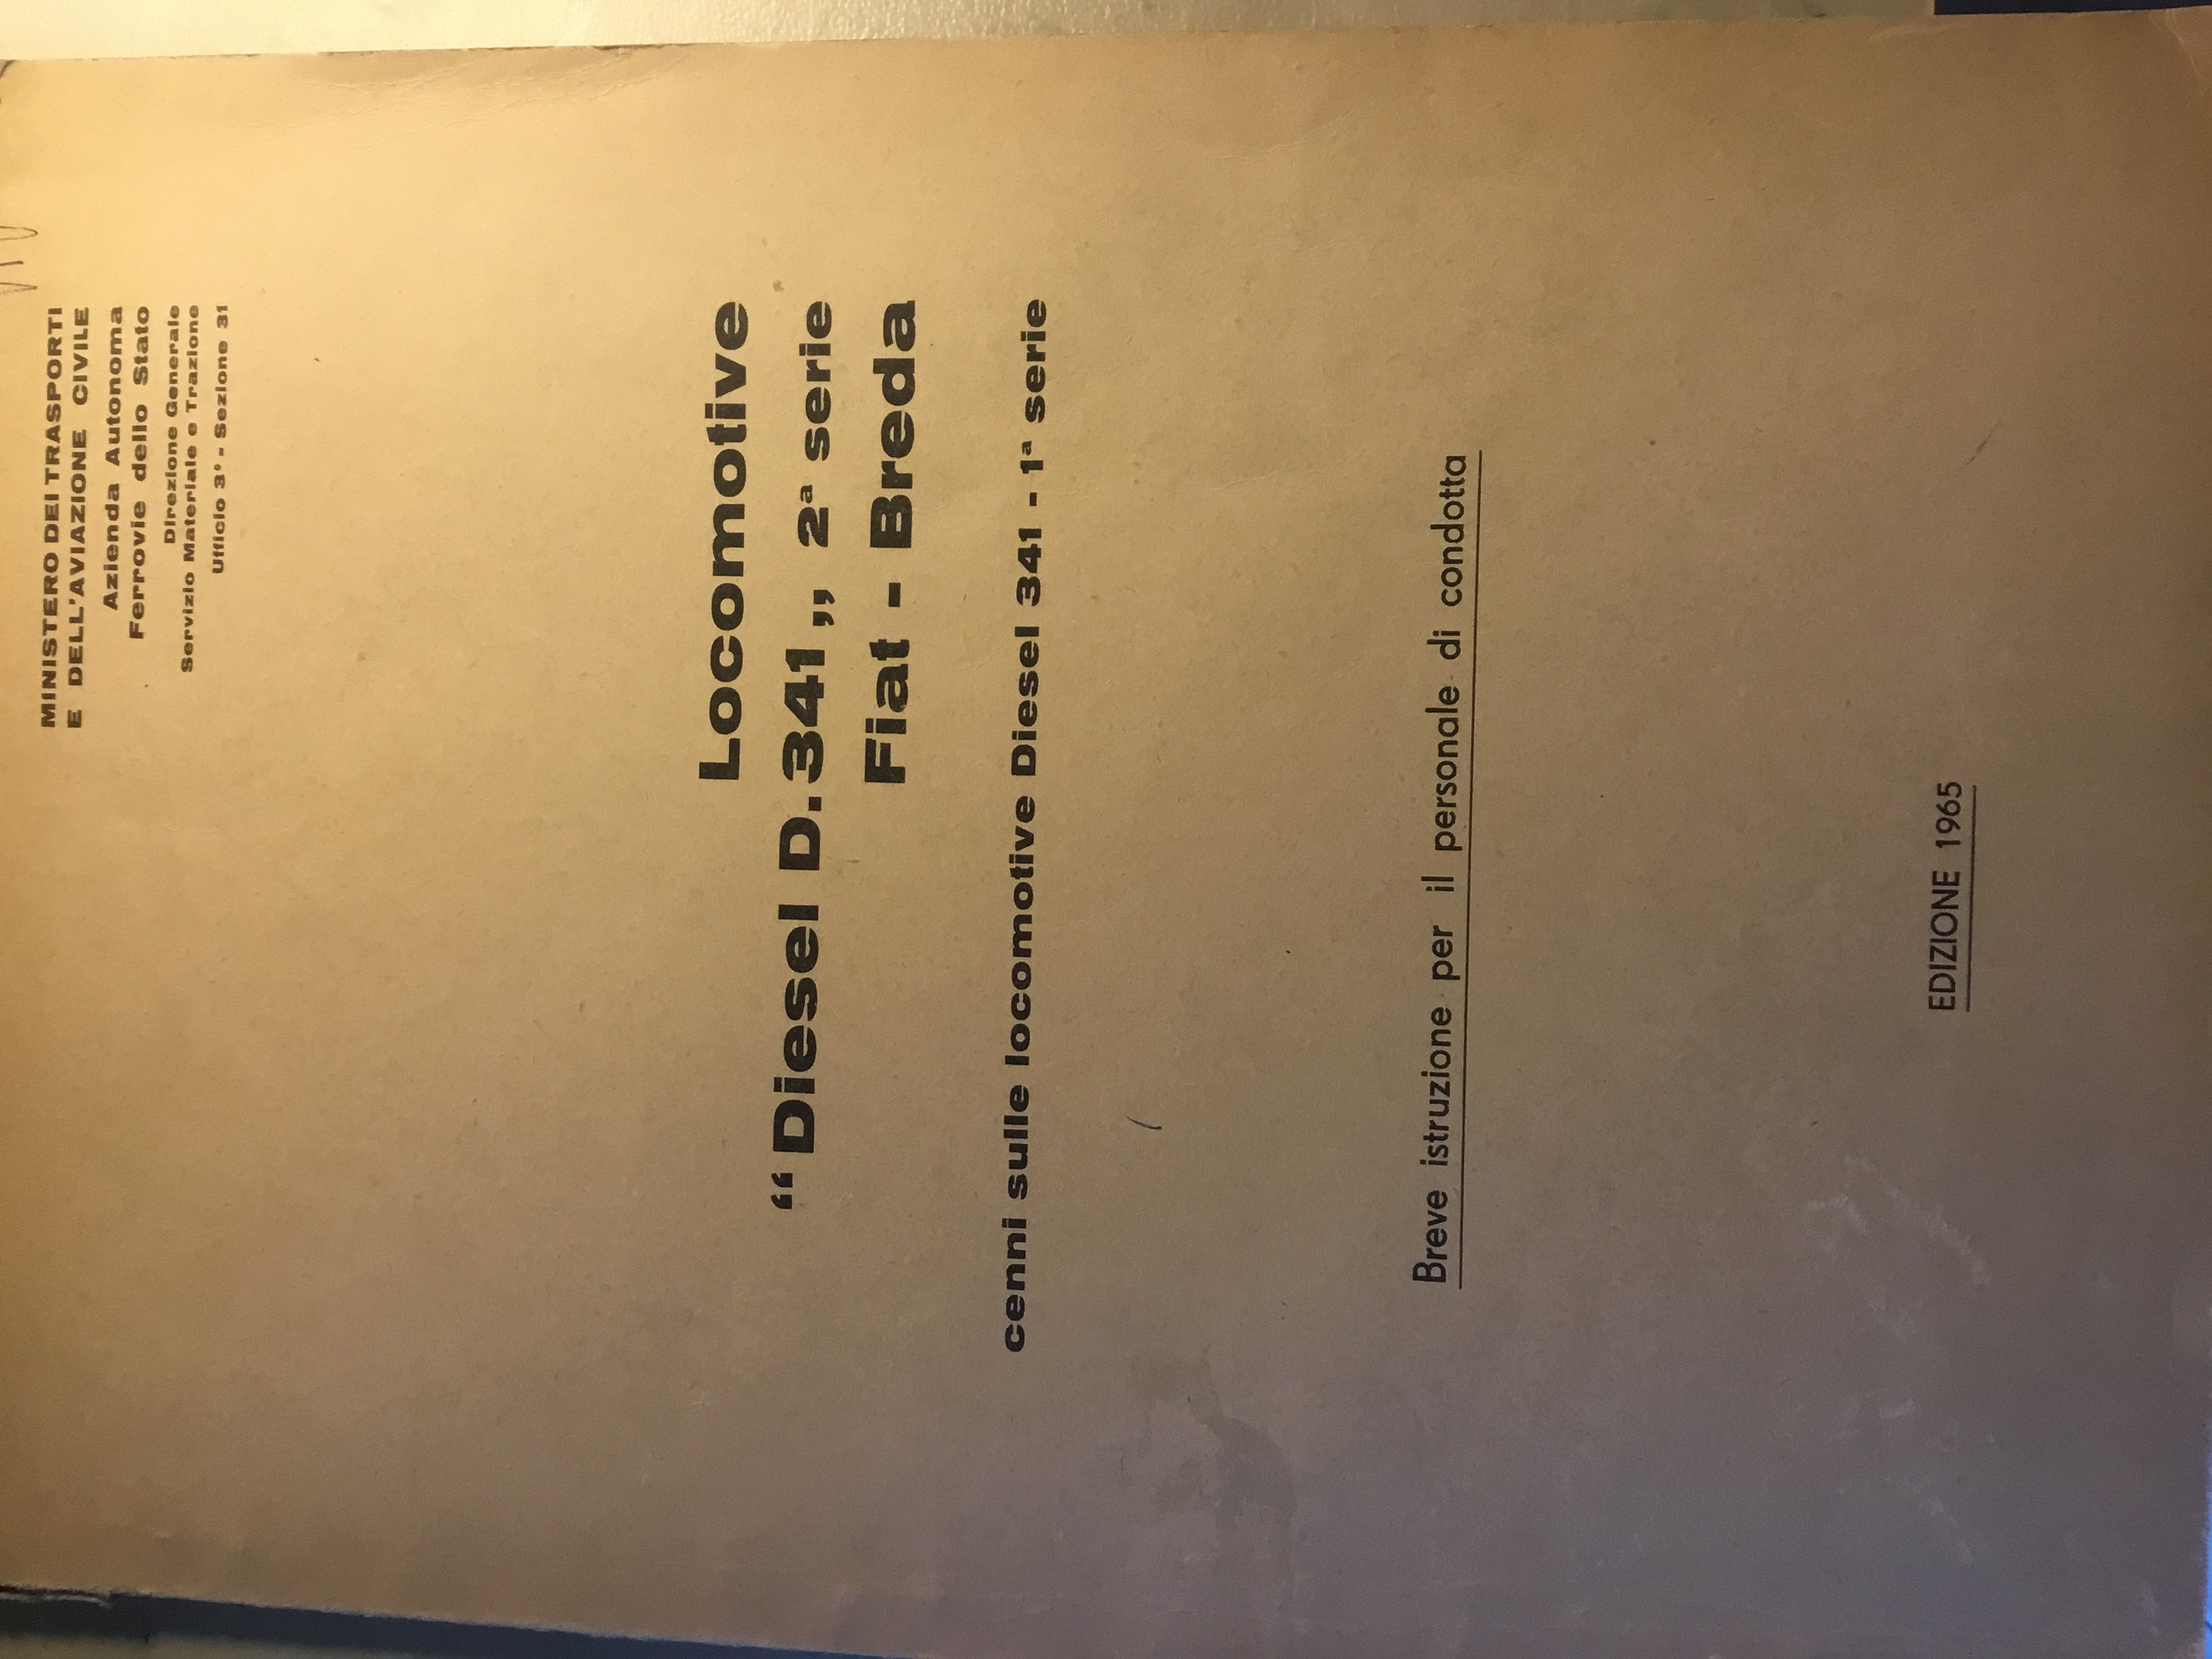 MINISTERO DEI TRASPORTI
E DELL'AVIAZIONE CIVILE
Azienda Autonoma
Ferrovie dello Stato
Direzione Generale
Servizio Materiale e Trazione
Ufficio 3° - Sezione 31
Locomotive
“Diesel D.341„ 2ª serie
Fiat - Breda
cenni sulle locomotive Diesel 341 - 1ª serie
Breve istruzione per il personale di condotta
EDIZIONE 1965